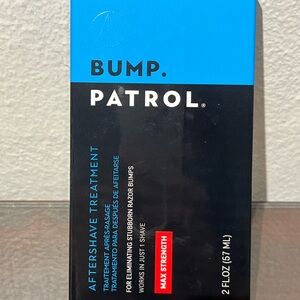 BUMP.
PATROL®
AFTERSHAVE TREATMENT
TRAITEMENT APRÈS-RASAGE
TRATAMIENTO PARA DESPUÉS DE AFEITARSE
FOR ELIMINATING STUBBORN RAZOR BUMPS
WORKS IN JUST 1 SHAVE
MAX STRENGTH
2 FL.OZ (57 ML)